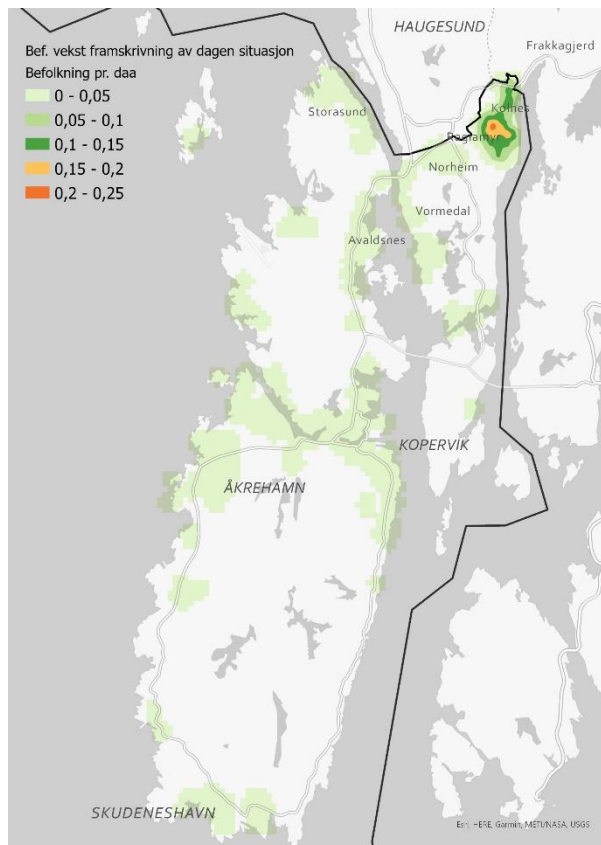 Bef. vekst framskrivning av dagen situasjon
Befolkning pr. daa
0 - 0,05
0,05 - 0,1
0,1 - 0,15
0,15 - 0,2
0,2 - 0,25
HAUGESUND
Frakkagjerd
Storasund
Kolnes
Raglamyr
Norheim
Vormedal
Avaldsnes
KOPERVIK
ÅKREHAMN
SKUDENESHAVN
Esri, HERE, Garmin, METI/NASA, USGS